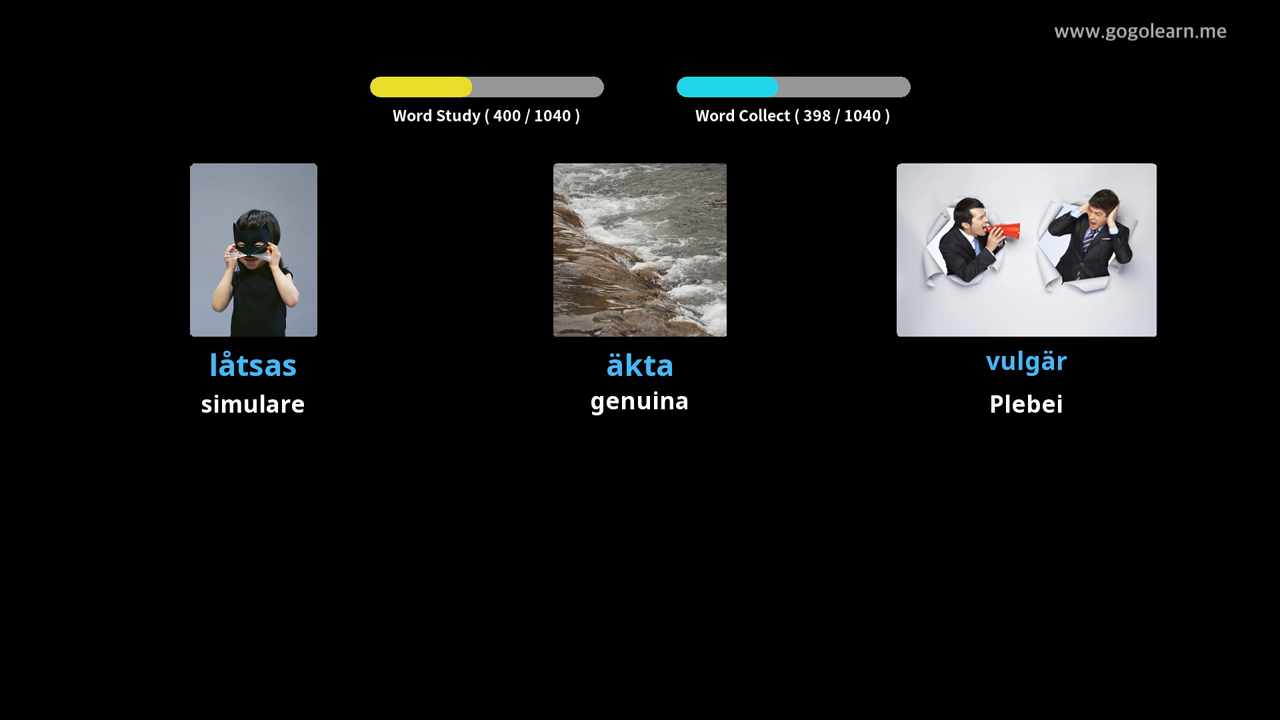 www.gogolearn.me
Word Study ( 400 / 1040 )
Word Collect ( 398 / 1040 )
låtsas
simulare
äkta
genuina
vulgär
Plebei